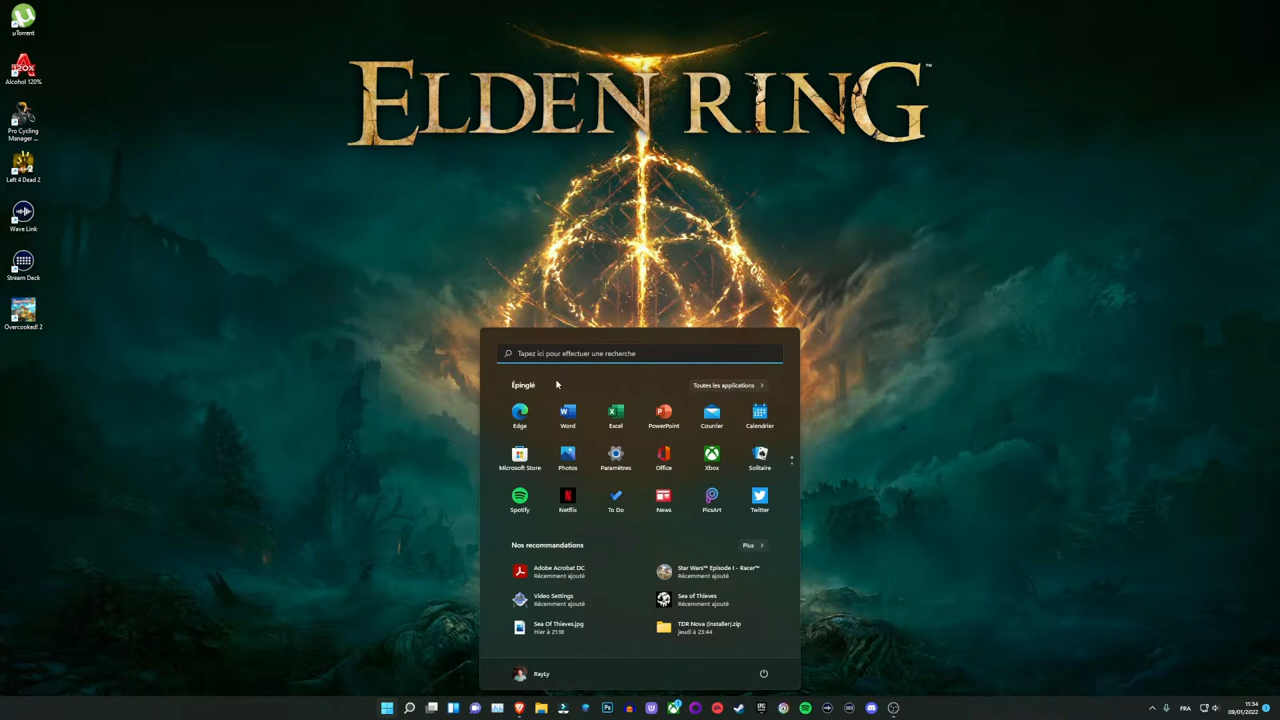 µTorrent
Alcohol 120%
Pro Cycling
Manager ...
Left 4 Dead 2
Wave Link
Stream Deck
Overcooked! 2
ELDEN RING™
Tapez ici pour effectuer une recherche
Épinglé
Toutes les applications
Edge
Word
Excel
PowerPoint
Courrier
Calendrier
Microsoft Store
Photos
Paramètres
Office
Xbox
Solitaire
Spotify
Netflix
To Do
News
PicsArt
Twitter
Nos recommandations
Plus
Adobe Acrobat DC
Récemment ajouté
Star Wars™ Episode I - Racer™
Récemment ajouté
Video Settings
Récemment ajouté
Sea of Thieves
Récemment ajouté
Sea Of Thieves.jpg
Hier à 21:18
TDR Nova (installer).zip
jeudi à 23:44
RayLy
FRA
11:34
09/01/2022